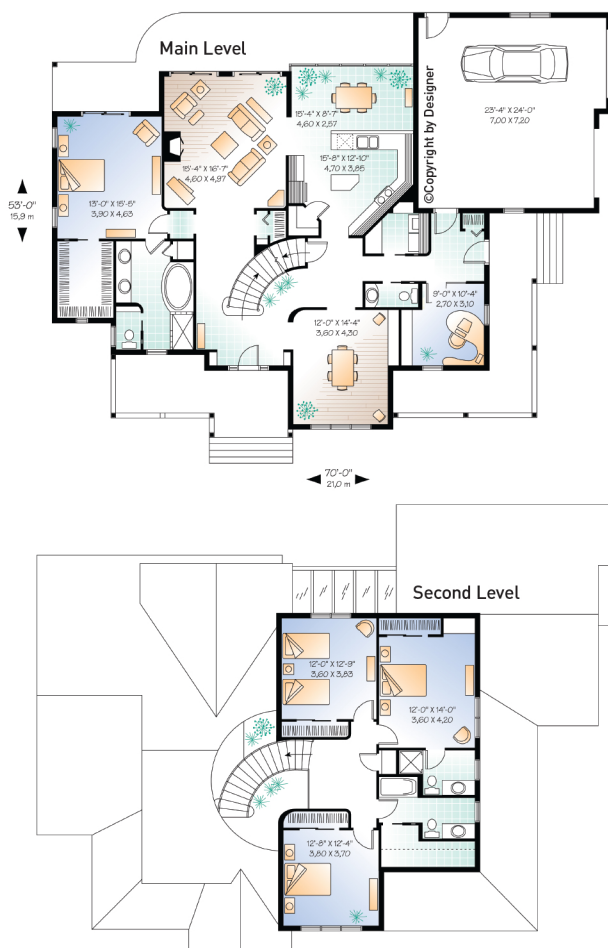 Main Level
©Copyright by Designer
23'-4" X 24'-0"
7,00 X 7,20
15'-4" X 8'-7"
4,60 X 2,57
15'-8" X 12'-10"
4,70 X 3,85
15'-4" X 16'-7"
4,60 X 4,97
13'-0" X 15'-5"
3,90 X 4,63
53'-0"
15,9 m
9'-0" X 10'-4"
2,70 X 3,10
12'-0" X 14'-4"
3,60 X 4,30
70'-0"
21,0 m
Second Level
12'-0" X 12'-9"
3,60 X 3,83
12'-0" X 14'-0"
3,60 X 4,20
12'-8" X 12'-4"
3,80 X 3,70